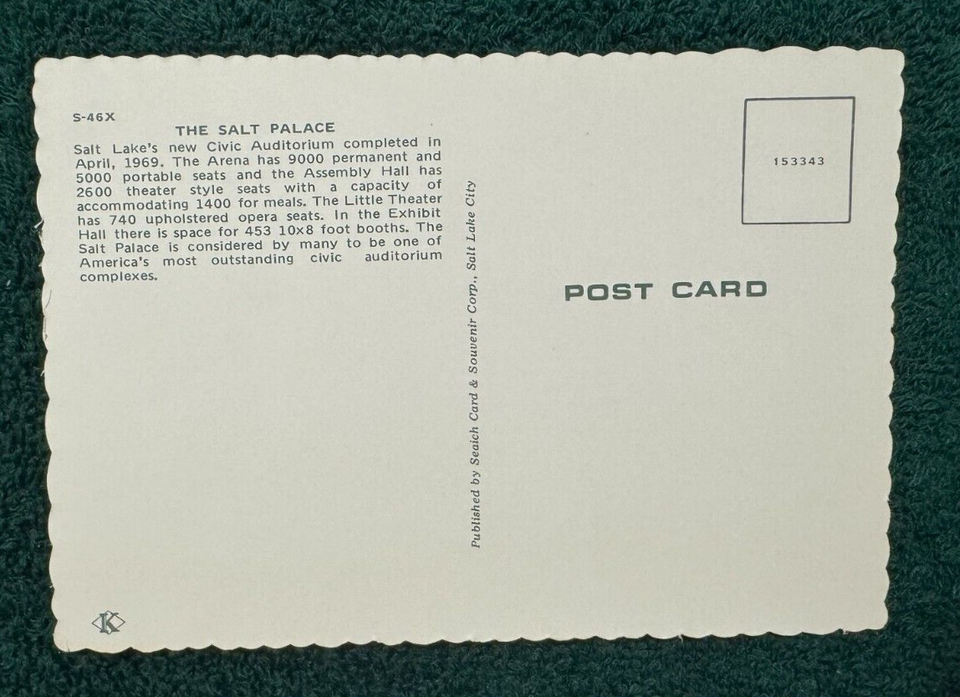 S-46X
THE SALT PALACE
Salt Lake's new Civic Auditorium completed in
April, 1969. The Arena has 9000 permanent and
5000 portable seats and the Assembly Hall has
2600 theater style seats with a capacity of
accommodating 1400 for meals. The Little Theater
has 740 upholstered opera seats. In the Exhibit
Hall there is space for 453 10x8 foot booths. The
Salt Palace is considered by many to be one of
America's most outstanding civic auditorium
complexes.
K
Published by Seaich Card & Souvenir Corp., Salt Lake City
153343
POST CARD